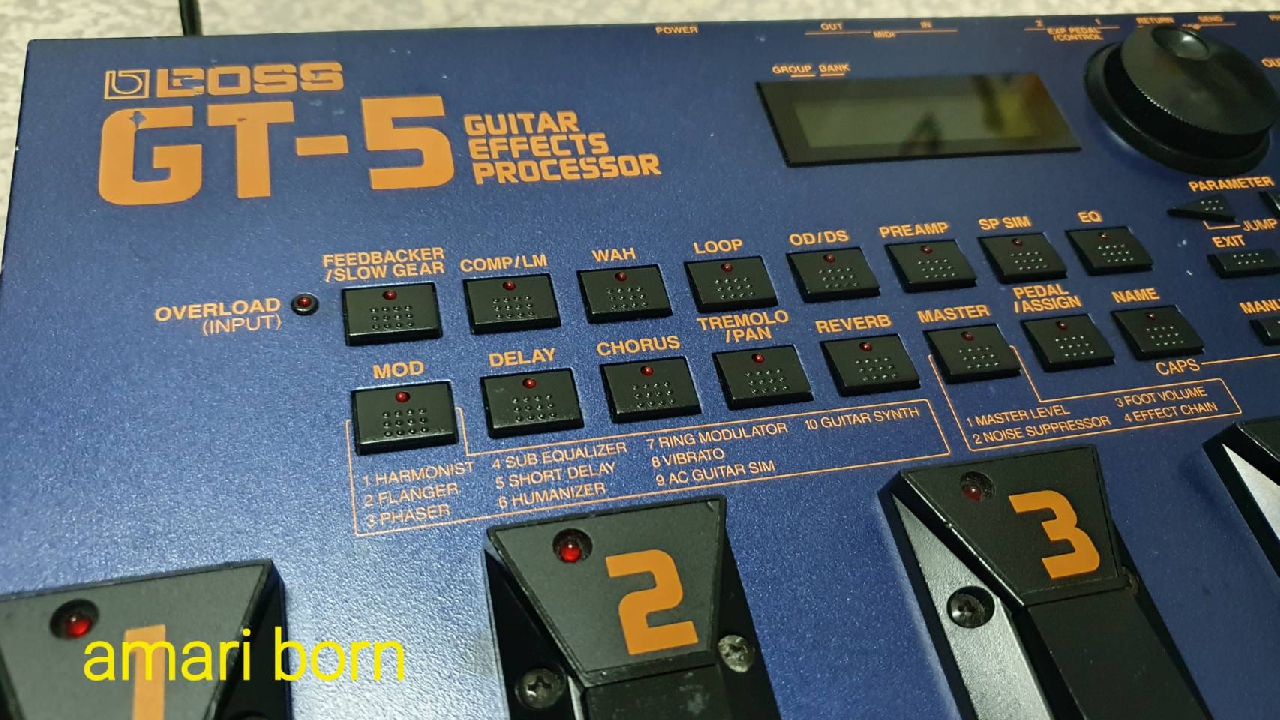 POWER
OUT
MIDI
IN
2
1
EXP PEDAL
/CONTROL
RETURN
SEND
GROUP BANK
BOSS
GT-5
GUITAR
EFFECTS
PROCESSOR
PARAMETER
JUMP
EXIT
FEEDBACKER
/SLOW GEAR
COMP/LM
WAH
LOOP
OD/DS
PREAMP
SP SIM
EQ
OVERLOAD
(INPUT)
MOD
DELAY
CHORUS
TREMOLO
/PAN
REVERB
MASTER
PEDAL
/ASSIGN
NAME
CAPS
1 HARMONIST
2 FLANGER
3 PHASER
4 SUB EQUALIZER
5 SHORT DELAY
6 HUMANIZER
7 RING MODULATOR
8 VIBRATO
9 AC GUITAR SIM
10 GUITAR SYNTH
1 MASTER LEVEL
2 NOISE SUPPRESSOR
3 FOOT VOLUME
4 EFFECT CHAIN
1
2
3
amari born